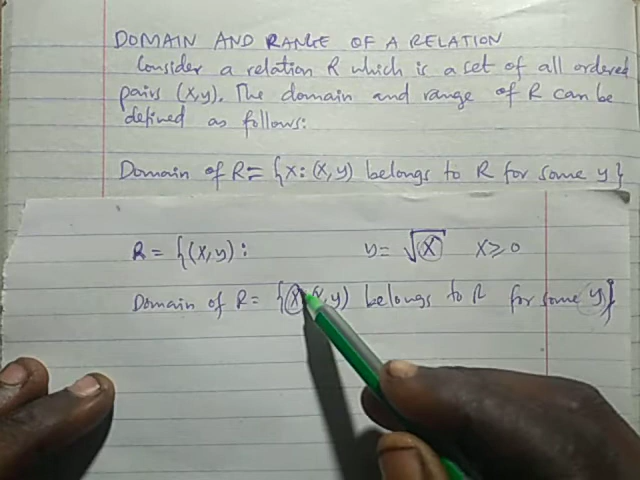 DOMAIN AND RANGE OF A RELATION
Consider a relation R which is a set of all ordered
pairs (x,y). The domain and range of R can be
defined as follows:
Domain of R = {x: (x,y) belongs to R for some y}
R = {(x,y): y = √x x ≥ 0
Domain of R = {x: (x,y) belongs to R for some y}